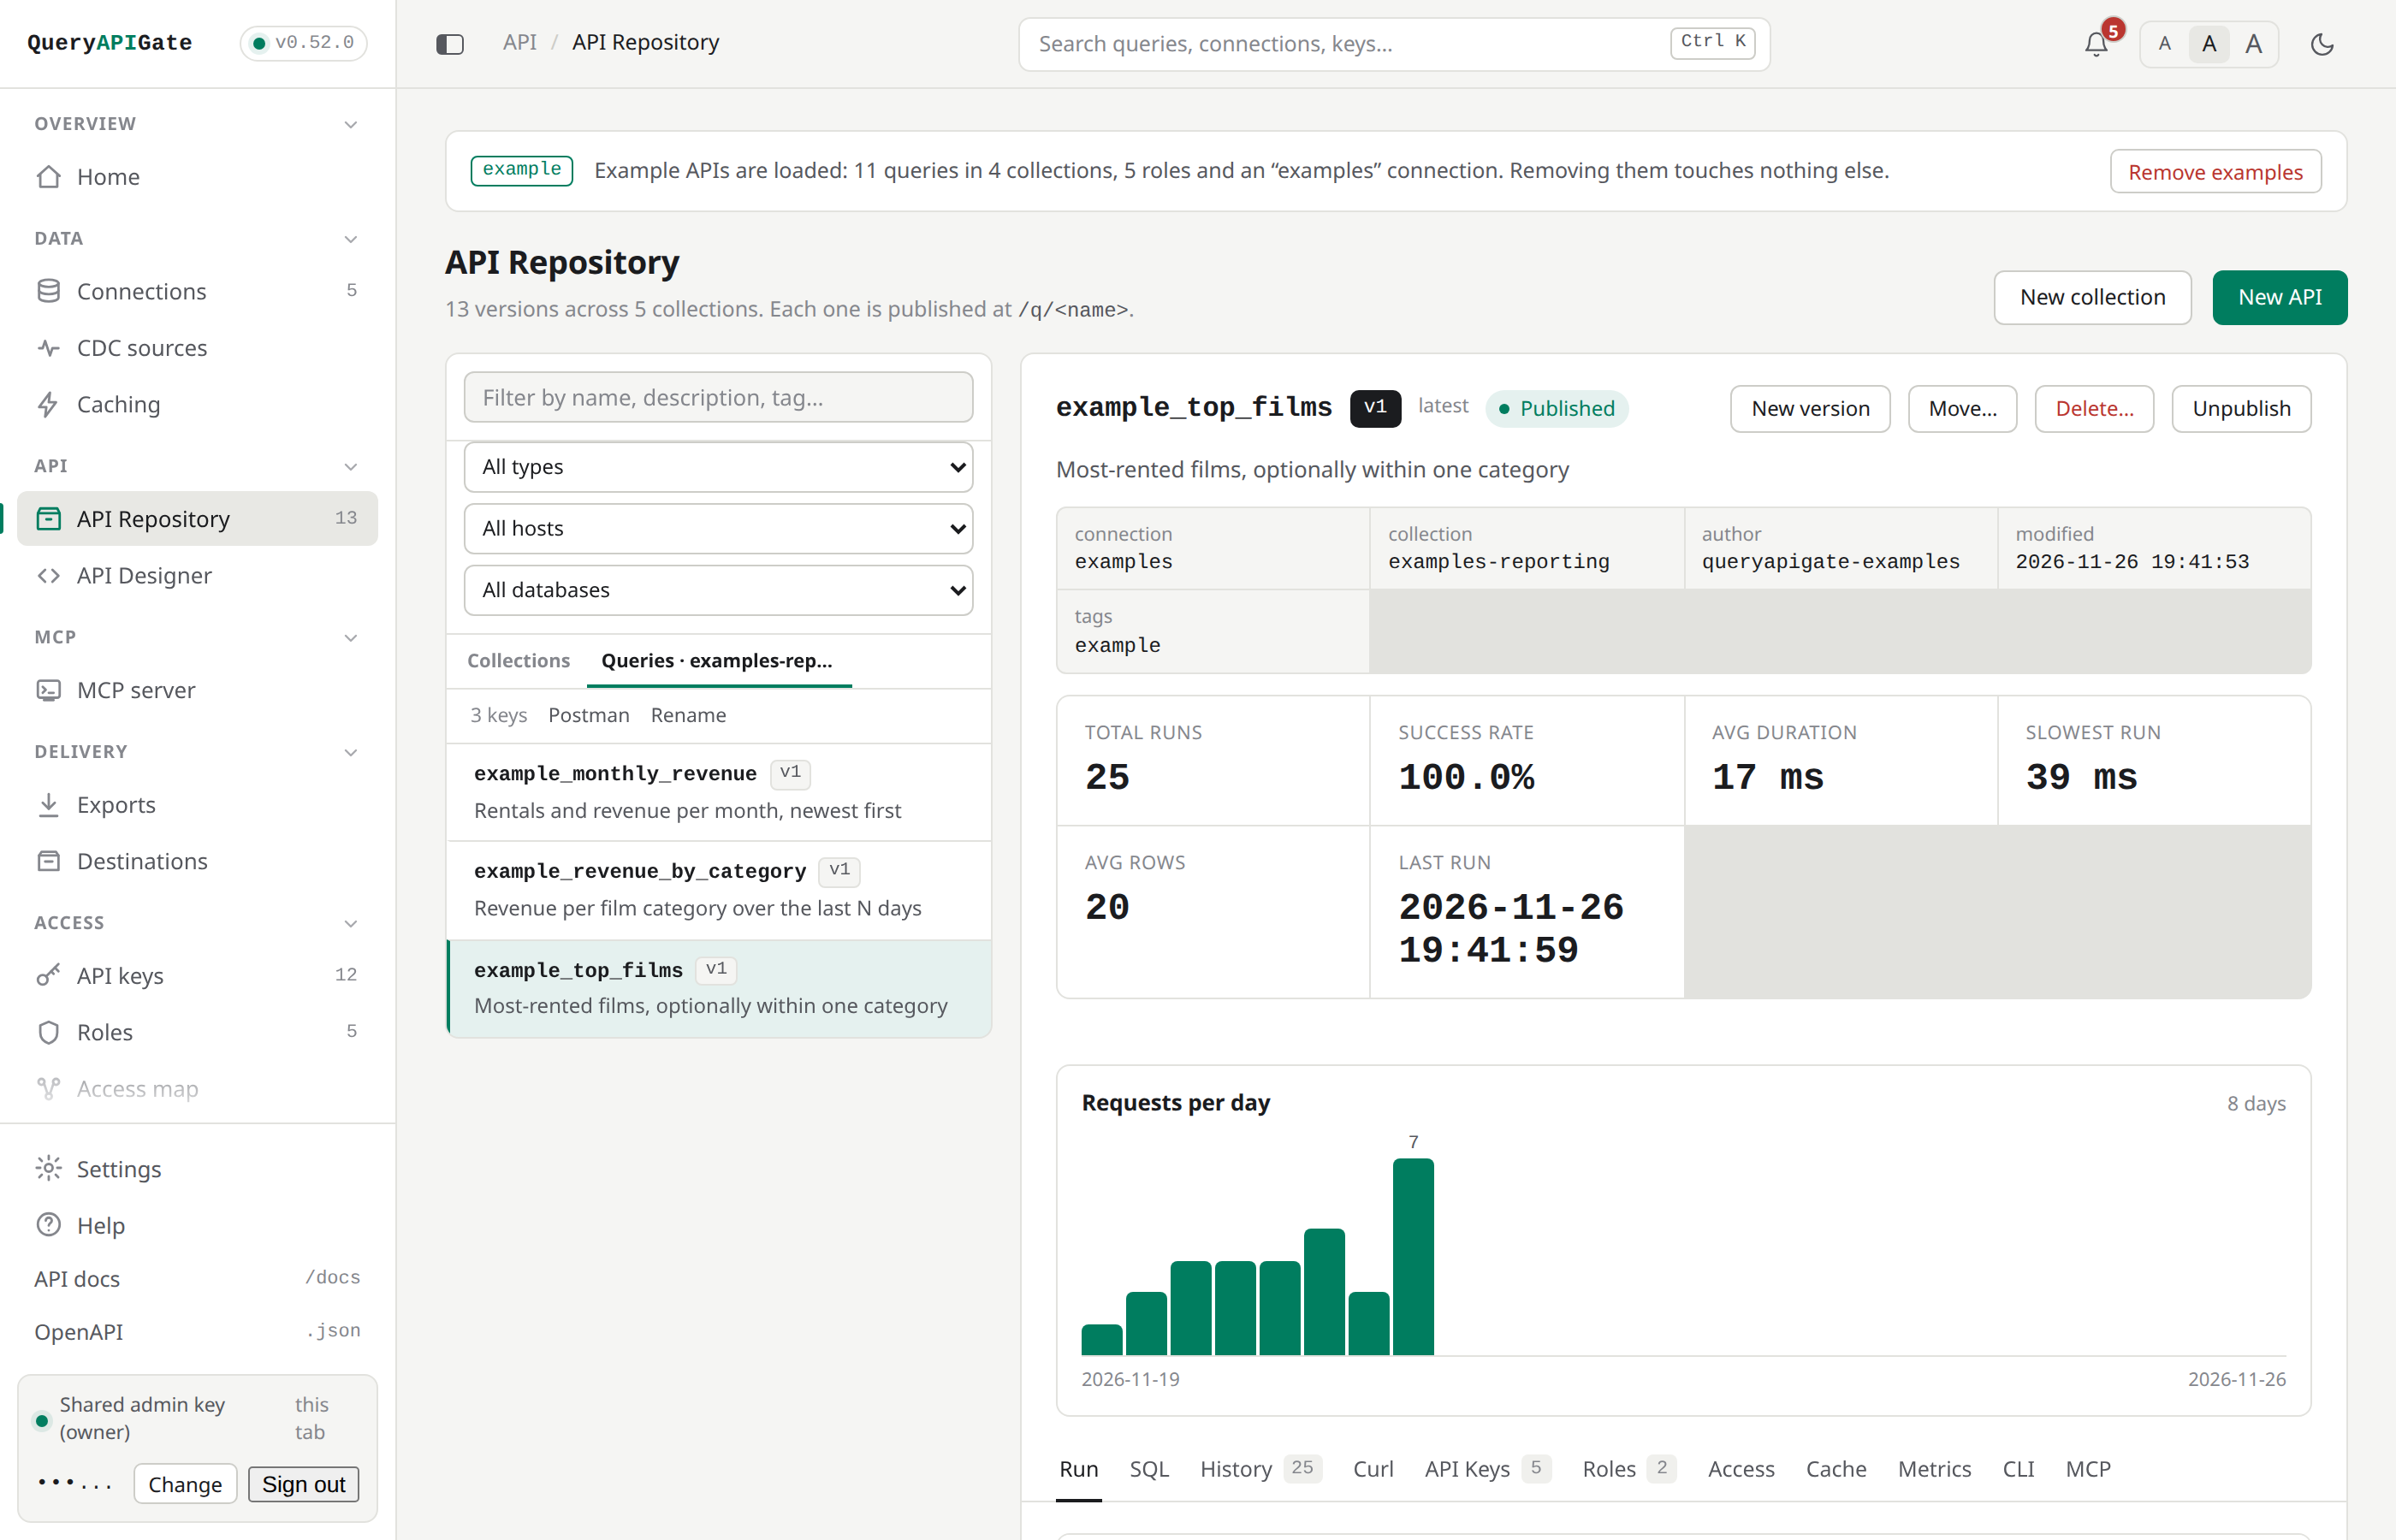 QueryAPIGate
v0.52.0
API / API Repository
Search queries, connections, keys...
Ctrl K
5
A A A
OVERVIEW
Home
DATA
Connections 5
CDC sources
Caching
API
API Repository 13
API Designer
MCP
MCP server
DELIVERY
Exports
Destinations
ACCESS
API keys 12
Roles 5
Access map
Settings
Help
API docs /docs
OpenAPI .json
Shared admin key (owner)
this tab
•••...
Change
Sign out
example
Example APIs are loaded: 11 queries in 4 collections, 5 roles and an “examples” connection. Removing them touches nothing else.
Remove examples
API Repository
13 versions across 5 collections. Each one is published at /q/<name>.
New collection
New API
Filter by name, description, tag...
All types
All hosts
All databases
Collections
Queries · examples-rep...
3 keys Postman Rename
example_monthly_revenue v1
Rentals and revenue per month, newest first
example_revenue_by_category v1
Revenue per film category over the last N days
example_top_films v1
Most-rented films, optionally within one category
example_top_films v1 latest Published
New version
Move...
Delete...
Unpublish
Most-rented films, optionally within one category
connection
examples
collection
examples-reporting
author
queryapigate-examples
modified
2026-11-26 19:41:53
tags
example
TOTAL RUNS
25
SUCCESS RATE
100.0%
AVG DURATION
17 ms
SLOWEST RUN
39 ms
AVG ROWS
20
LAST RUN
2026-11-26
19:41:59
Requests per day
8 days
7
2026-11-19
2026-11-26
Run SQL History 25 Curl API Keys 5 Roles 2 Access Cache Metrics CLI MCP